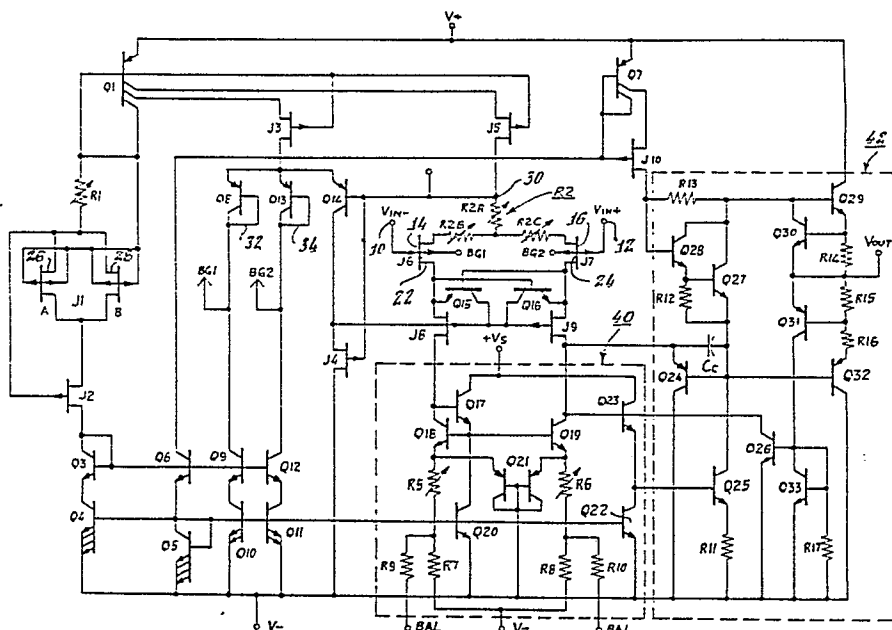 V+
Q1
Q7
J3
J5
J10
42
R1
R13
Q29
Q8
Q13
Q14
30
R2
R2A
VIN-
14
R2B
R2C
16
VIN+
Q30
VOUT
R14
10
12
32
34
26
26
J1
A
B
J6
BG1
BG2
J7
Q28
Q27
22
24
R12
R15
BG1
BG2
Q15
Q16
Q31
R16
J8
J9
+VS
40
J4
Q24
CC
Q32
J2
Q17
Q23
Q18
Q19
Q26
Q3
Q6
Q9
Q12
Q21
R5
R6
Q25
Q33
Q4
Q5
Q10
Q11
Q20
Q22
R11
R17
R9
R7
R8
R10
V-
BAL
V-
BAL